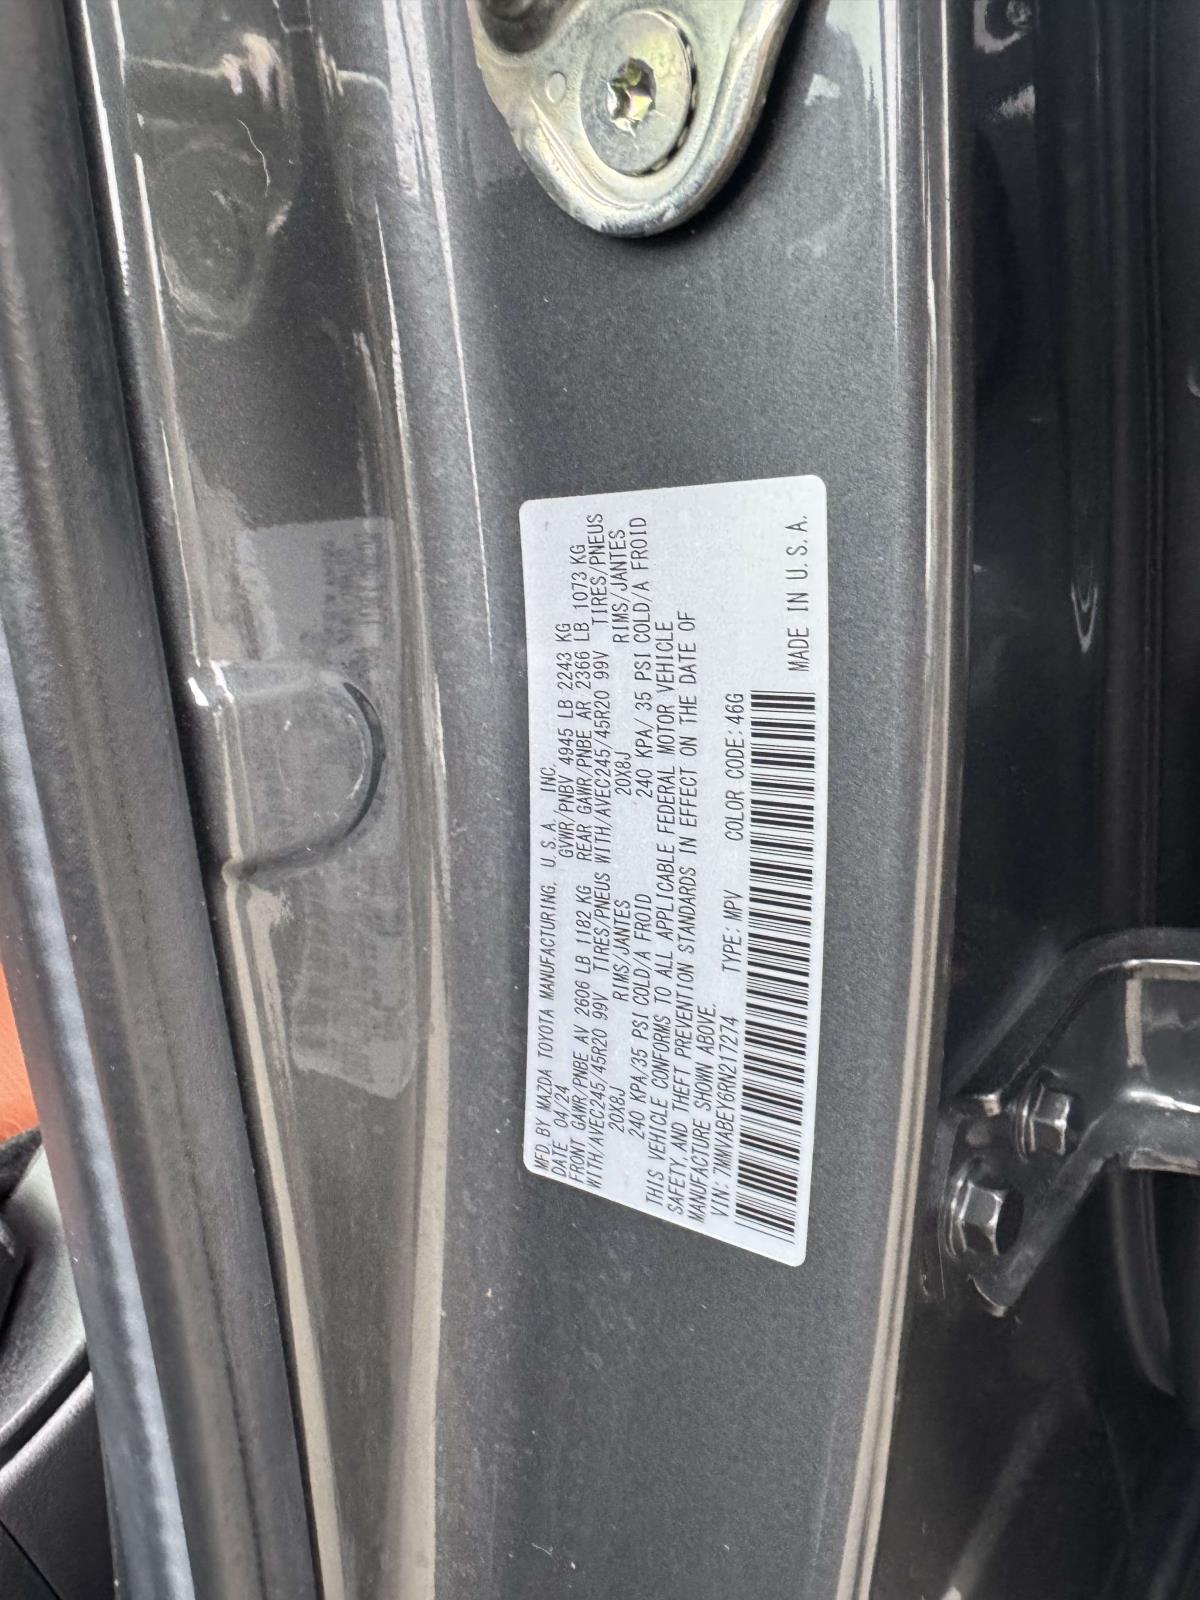 MFD. BY MAZDA TOYOTA MANUFACTURING, U.S.A. INC.
DATE 04/24 GVWR/PNBV 4945 LB 2243 KG
FRONT GAWR/PNBE AV 2606 LB 1182 KG REAR GAWR/PNBE AR 2366 LB 1073 KG
WITH/AVEC245/45R20 99V TIRES/PNEUS WITH/AVEC245/45R20 99V TIRES/PNEUS
20X8J RIMS/JANTES 20X8J RIMS/JANTES
240 KPA/35 PSI COLD/A FROID 240 KPA/ 35 PSI COLD/A FROID
THIS VEHICLE CONFORMS TO ALL APPLICABLE FEDERAL MOTOR VEHICLE
SAFETY, AND THEFT PREVENTION STANDARDS IN EFFECT ON THE DATE OF
MANUFACTURE SHOWN ABOVE.
VIN:7MMVABEY6RN217274 TYPE: MPV COLOR CODE:46G
MADE IN U.S.A.